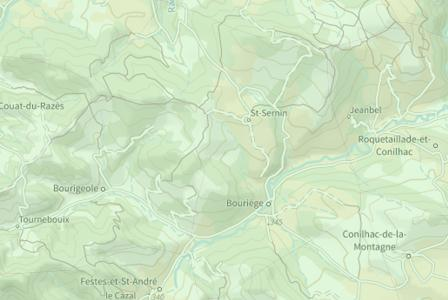 Couat-du-Razès
St-Sernin
Jeanbel
Roquetaillade-et-
Conilhac
Bourigeole
Bouriège
Tournebouix
345
Conilhac-de-la-
Montagne
Festes-et-St-André
le Cazal